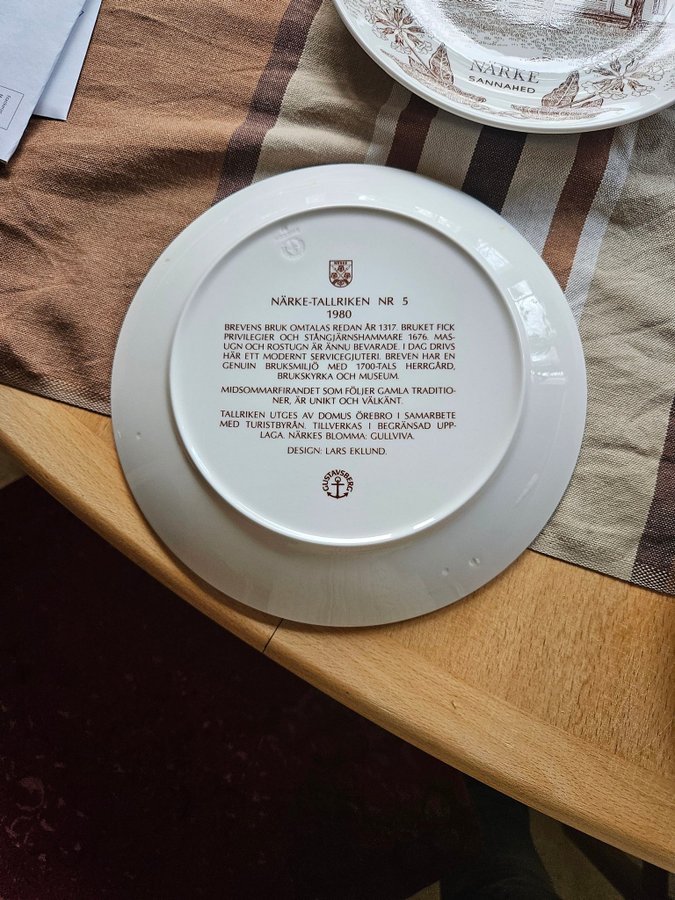 NÄRKE
SANNAHED
NÄRKE-TALLRIKEN NR 5
1980
BREVENS BRUK OMTALAS REDAN ÅR 1317. BRUKET FICK
PRIVILEGIER OCH STÅNGJÄRNSHAMMARE 1676. MAS-
UGN OCH ROSTUGN ÄR ÄNNU BEVARADE. I DAG DRIVS
HÄR ETT MODERNT SERVICEGJUTERI. BREVEN HAR EN
GENUIN BRUKSMILJÖ MED 1700-TALS HERRGÅRD,
BRUKSKYRKA OCH MUSEUM.
MIDSOMMARFIRANDET SOM FÖLJER GAMLA TRADITIO-
NER, ÄR UNIKT OCH VÄLKÄNT.
TALLRIKEN UTGES AV DOMUS ÖREBRO I SAMARBETE
MED TURISTBYRÅN. TILLVERKAS I BEGRÄNSAD UPP-
LAGA. NÄRKES BLOMMA: GULLVIVA.
DESIGN: LARS EKLUND.
GUSTAVSBERG